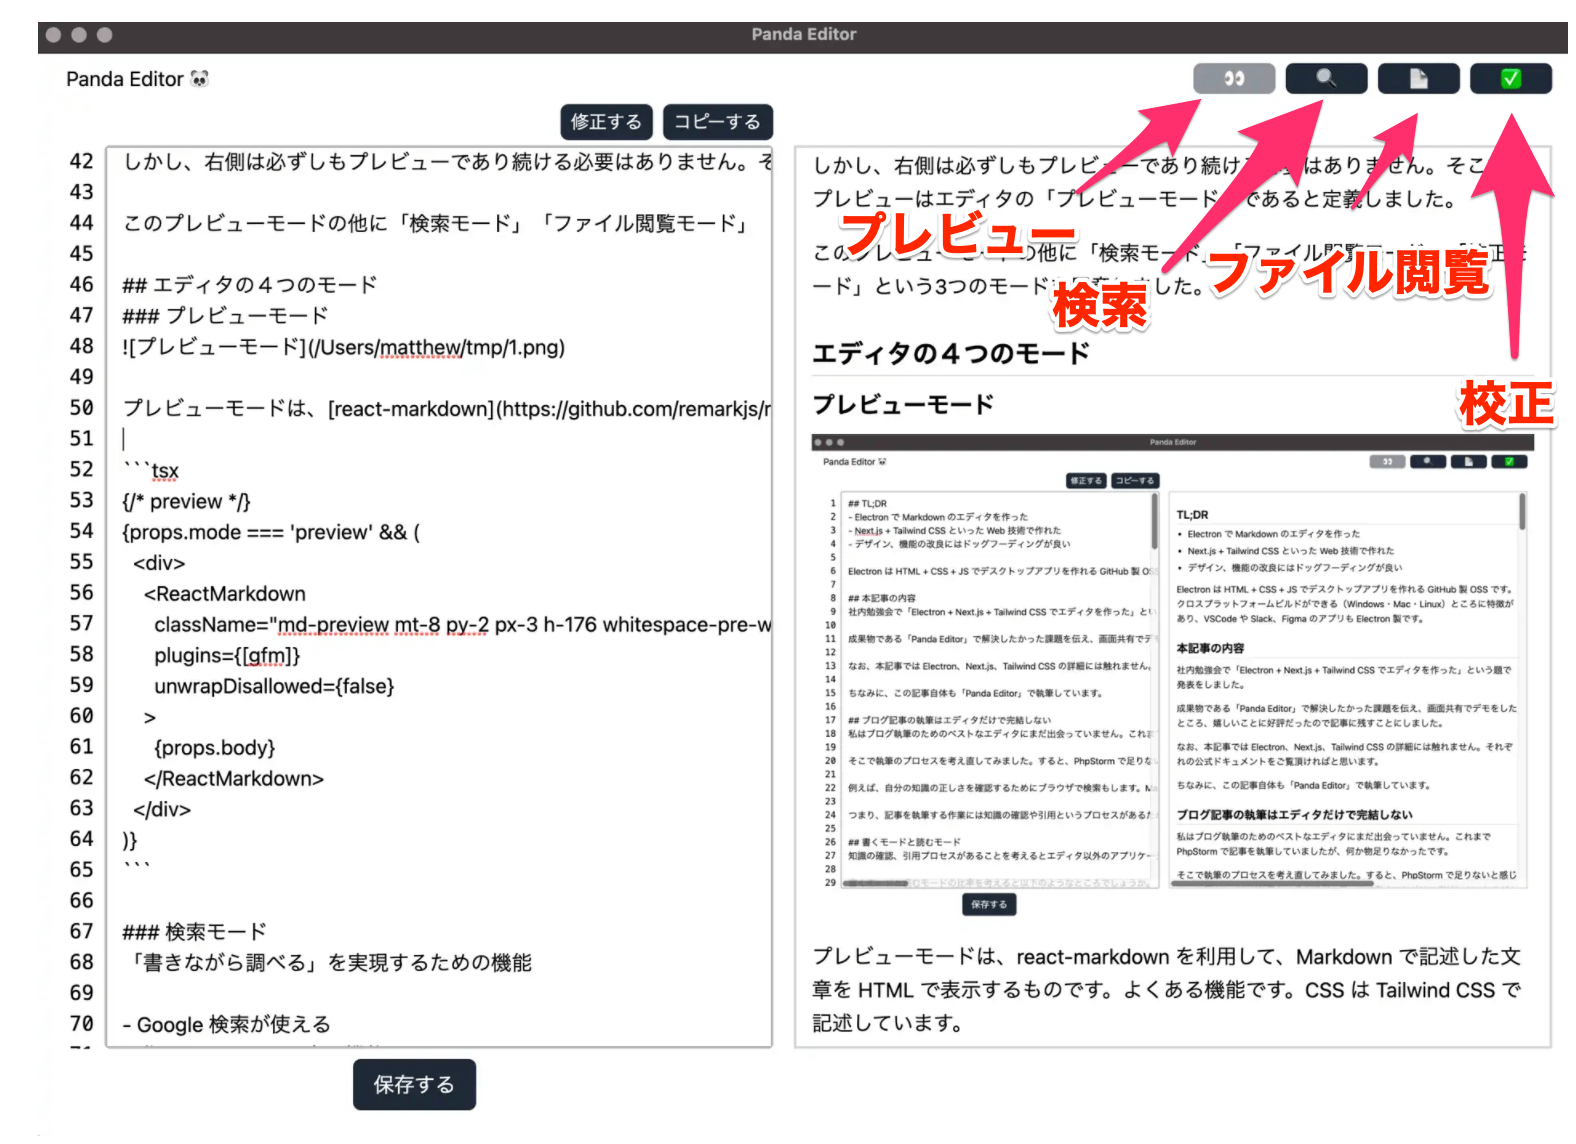 Panda Editor
Panda Editor
修正する
コピーする
42 しかし、右側は必ずしもプレビューであり続ける必要はありません。そ
43
44 このプレビューモードの他に「検索モード」「ファイル閲覧モード」
45
46 ## エディタの４つのモード
47 ### プレビューモード
48 ![プレビューモード](/Users/matthew/tmp/1.png)
49
50 プレビューモードは、[react-markdown](https://github.com/remarkjs/r
51
52 ```tsx
53 {/* preview */}
54 {props.mode === 'preview' && (
55 <div>
56 <ReactMarkdown
57 className="md-preview mt-8 py-2 px-3 h-176 whitespace-pre-w
58 plugins={[gfm]}
59 unwrapDisallowed={false}
60 >
61 {props.body}
62 </ReactMarkdown>
63 </div>
64 )}
65 ```
66
67 ### 検索モード
68 「書きながら調べる」を実現するための機能
69
70 - Google 検索が使える
保存する
しかし、右側は必ずしもプレビューであり続ける必要はありません。そこ
プレビューはエディタの「プレビューモード」であると定義しました。
プレビュー
検索
ファイル閲覧
校正
このプレビューモードの他に「検索モード」「ファイル閲覧モード」「校正モ
ード」という3つのモードを しました。
エディタの４つのモード
プレビューモード
Panda Editor
Panda Editor
修正する
コピーする
1 ## TL;DR
2 - Electron で Markdown のエディタを作った
3 - Next.js + Tailwind CSS といった Web 技術で作れた
4 - デザイン、機能の改良にはドッグフーディングが良い
5
6 Electron は HTML + CSS + JS でデスクトップアプリを作れる GitHub 製 OSS
7
8 ## 本記事の内容
9 社内勉強会で「Electron + Next.js + Tailwind CSS でエディタを作った」とい
10
11 成果物である「Panda Editor」で解決したかった課題を伝え、画面共有でデモ
12
13 なお、本記事では Electron、Next.js、Tailwind CSS の詳細には触れません。
14
15 ちなみに、この記事自体も「Panda Editor」で執筆しています。
16
17 ## ブログ記事の執筆はエディタだけで完結しない
18 私はブログ執筆のためのベストなエディタにまだ出会っていません。これま
19
20 そこで執筆のプロセスを考え直してみました。すると、PhpStorm で足りな
21
22 例えば、自分の知識の正しさを確認するためにブラウザで検索もします。Ma
23
24 つまり、記事を執筆する作業には知識の確認や引用というプロセスがあるた
25
26 ## 書くモードと読むモード
27 知識の確認、引用プロセスがあることを考えるとエディタ以外のアプリケー
28
29 むモードの比率を考えると以下のようなところでしょうか。
保存する
TL;DR
• Electron で Markdown のエディタを作った
• Next.js + Tailwind CSS といった Web 技術で作れた
• デザイン、機能の改良にはドッグフーディングが良い
Electron は HTML + CSS + JS でデスクトップアプリを作れる GitHub 製 OSS です。
クロスプラットフォームビルドができる（Windows・Mac・Linux）ところに特徴が
あり、VSCode や Slack、Figma のアプリも Electron 製です。
本記事の内容
社内勉強会で「Electron + Next.js + Tailwind CSS でエディタを作った」という題で
発表をしました。
成果物である「Panda Editor」で解決したかった課題を伝え、画面共有でデモをした
ところ、嬉しいことに好評だったので記事に残すことにしました。
なお、本記事では Electron、Next.js、Tailwind CSS の詳細には触れません。それぞ
れの公式ドキュメントをご覧頂ければと思います。
ちなみに、この記事自体も「Panda Editor」で執筆しています。
ブログ記事の執筆はエディタだけで完結しない
私はブログ執筆のためのベストなエディタにまだ出会っていません。これまで
PhpStorm で記事を執筆していましたが、何か物足りなかったです。
そこで執筆のプロセスを考え直してみました。すると、PhpStorm で足りないと感じ
プレビューモードは、react-markdown を利用して、Markdown で記述した文
章を HTML で表示するものです。よくある機能です。CSS は Tailwind CSS で
記述しています。